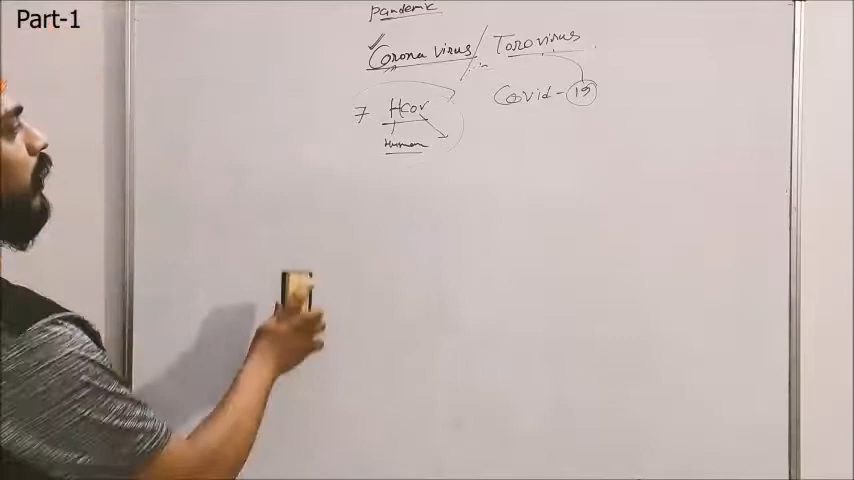 Part-1
Pandemic
Corona virus / Torovirus
Covid-19
7 HCov
Human